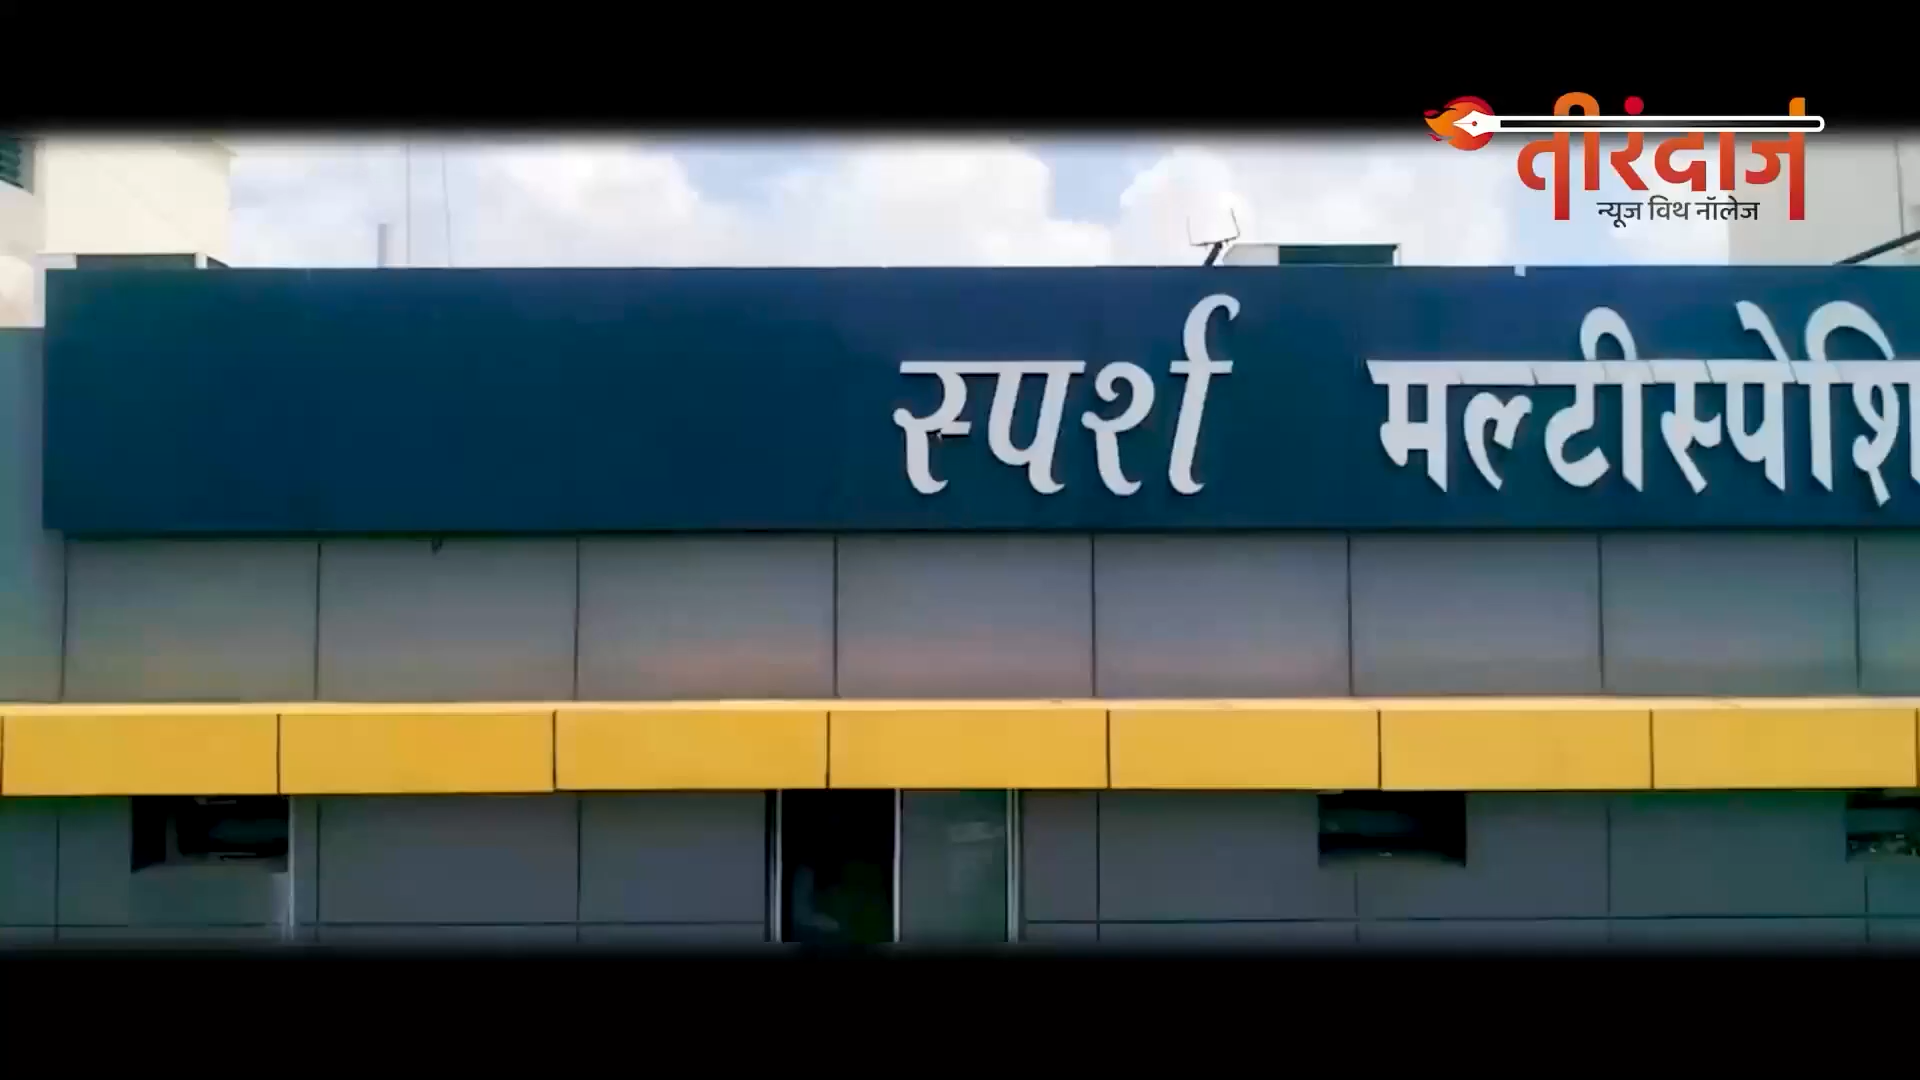 तीरंदाज
न्यूज विथ नॉलेज
स्पर्श मल्टीस्पेशि